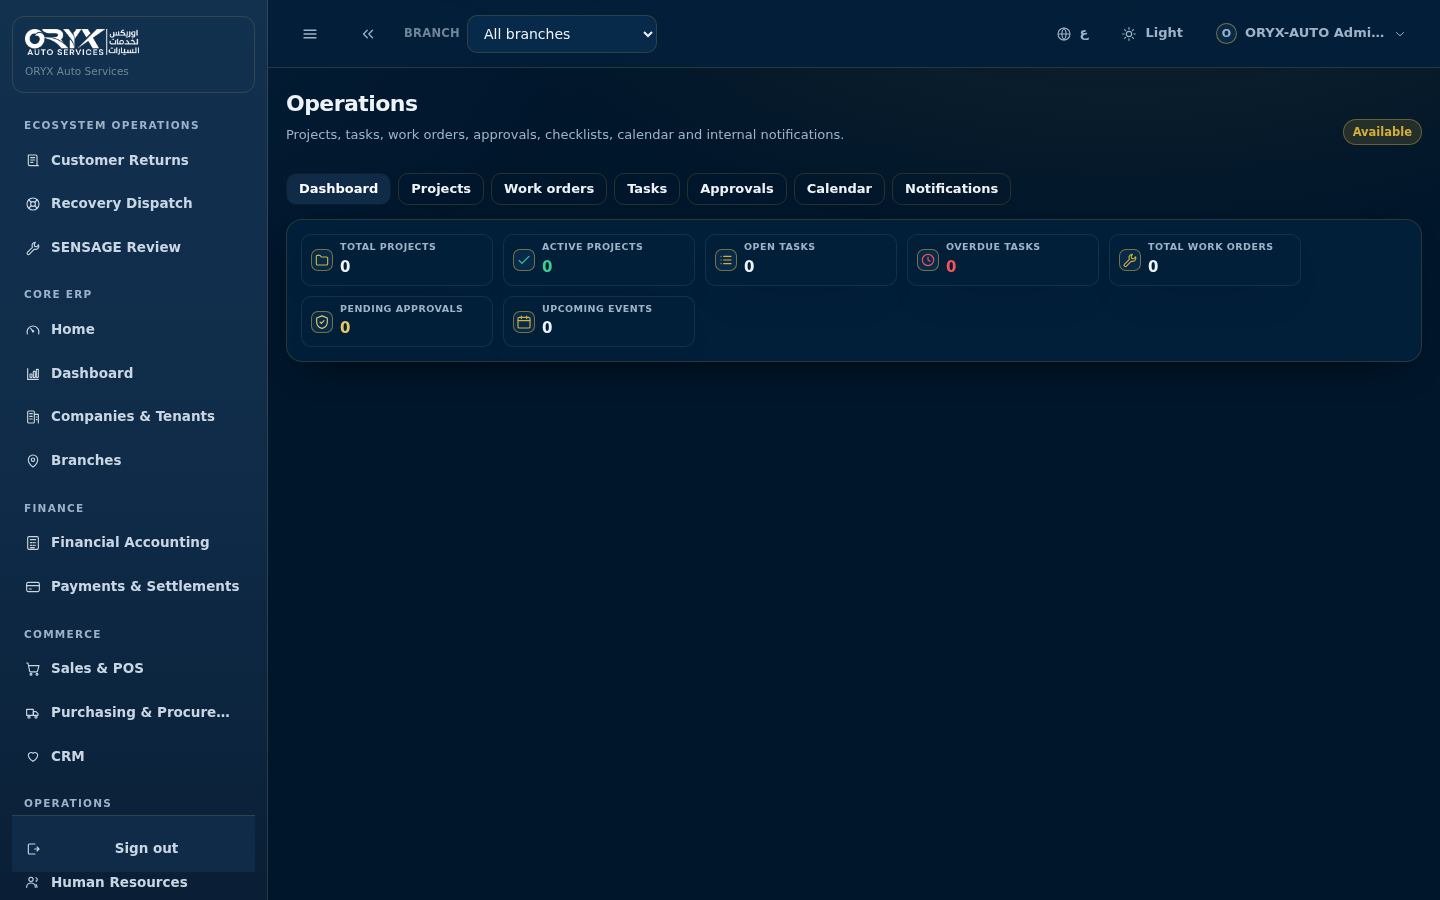 ORYX
اوريكس
لخدمات
السيارات
AUTO SERVICES
ORYX Auto Services
ECOSYSTEM OPERATIONS
Customer Returns
Recovery Dispatch
SENSAGE Review
CORE ERP
Home
Dashboard
Companies & Tenants
Branches
FINANCE
Financial Accounting
Payments & Settlements
COMMERCE
Sales & POS
Purchasing & Procure…
CRM
OPERATIONS
Sign out
Human Resources
BRANCH
All branches
ع
Light
O
ORYX-AUTO Admi…
Operations
Projects, tasks, work orders, approvals, checklists, calendar and internal notifications.
Available
Dashboard
Projects
Work orders
Tasks
Approvals
Calendar
Notifications
TOTAL PROJECTS
0
ACTIVE PROJECTS
0
OPEN TASKS
0
OVERDUE TASKS
0
TOTAL WORK ORDERS
0
PENDING APPROVALS
0
UPCOMING EVENTS
0